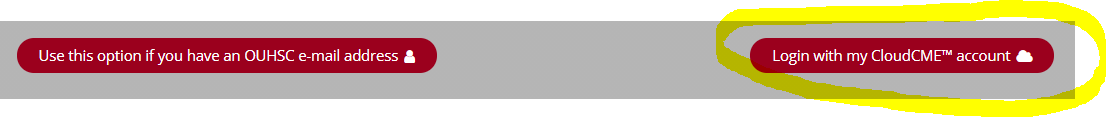 Use this option if you have an OUHSC e-mail address
Login with my CloudCME™ account